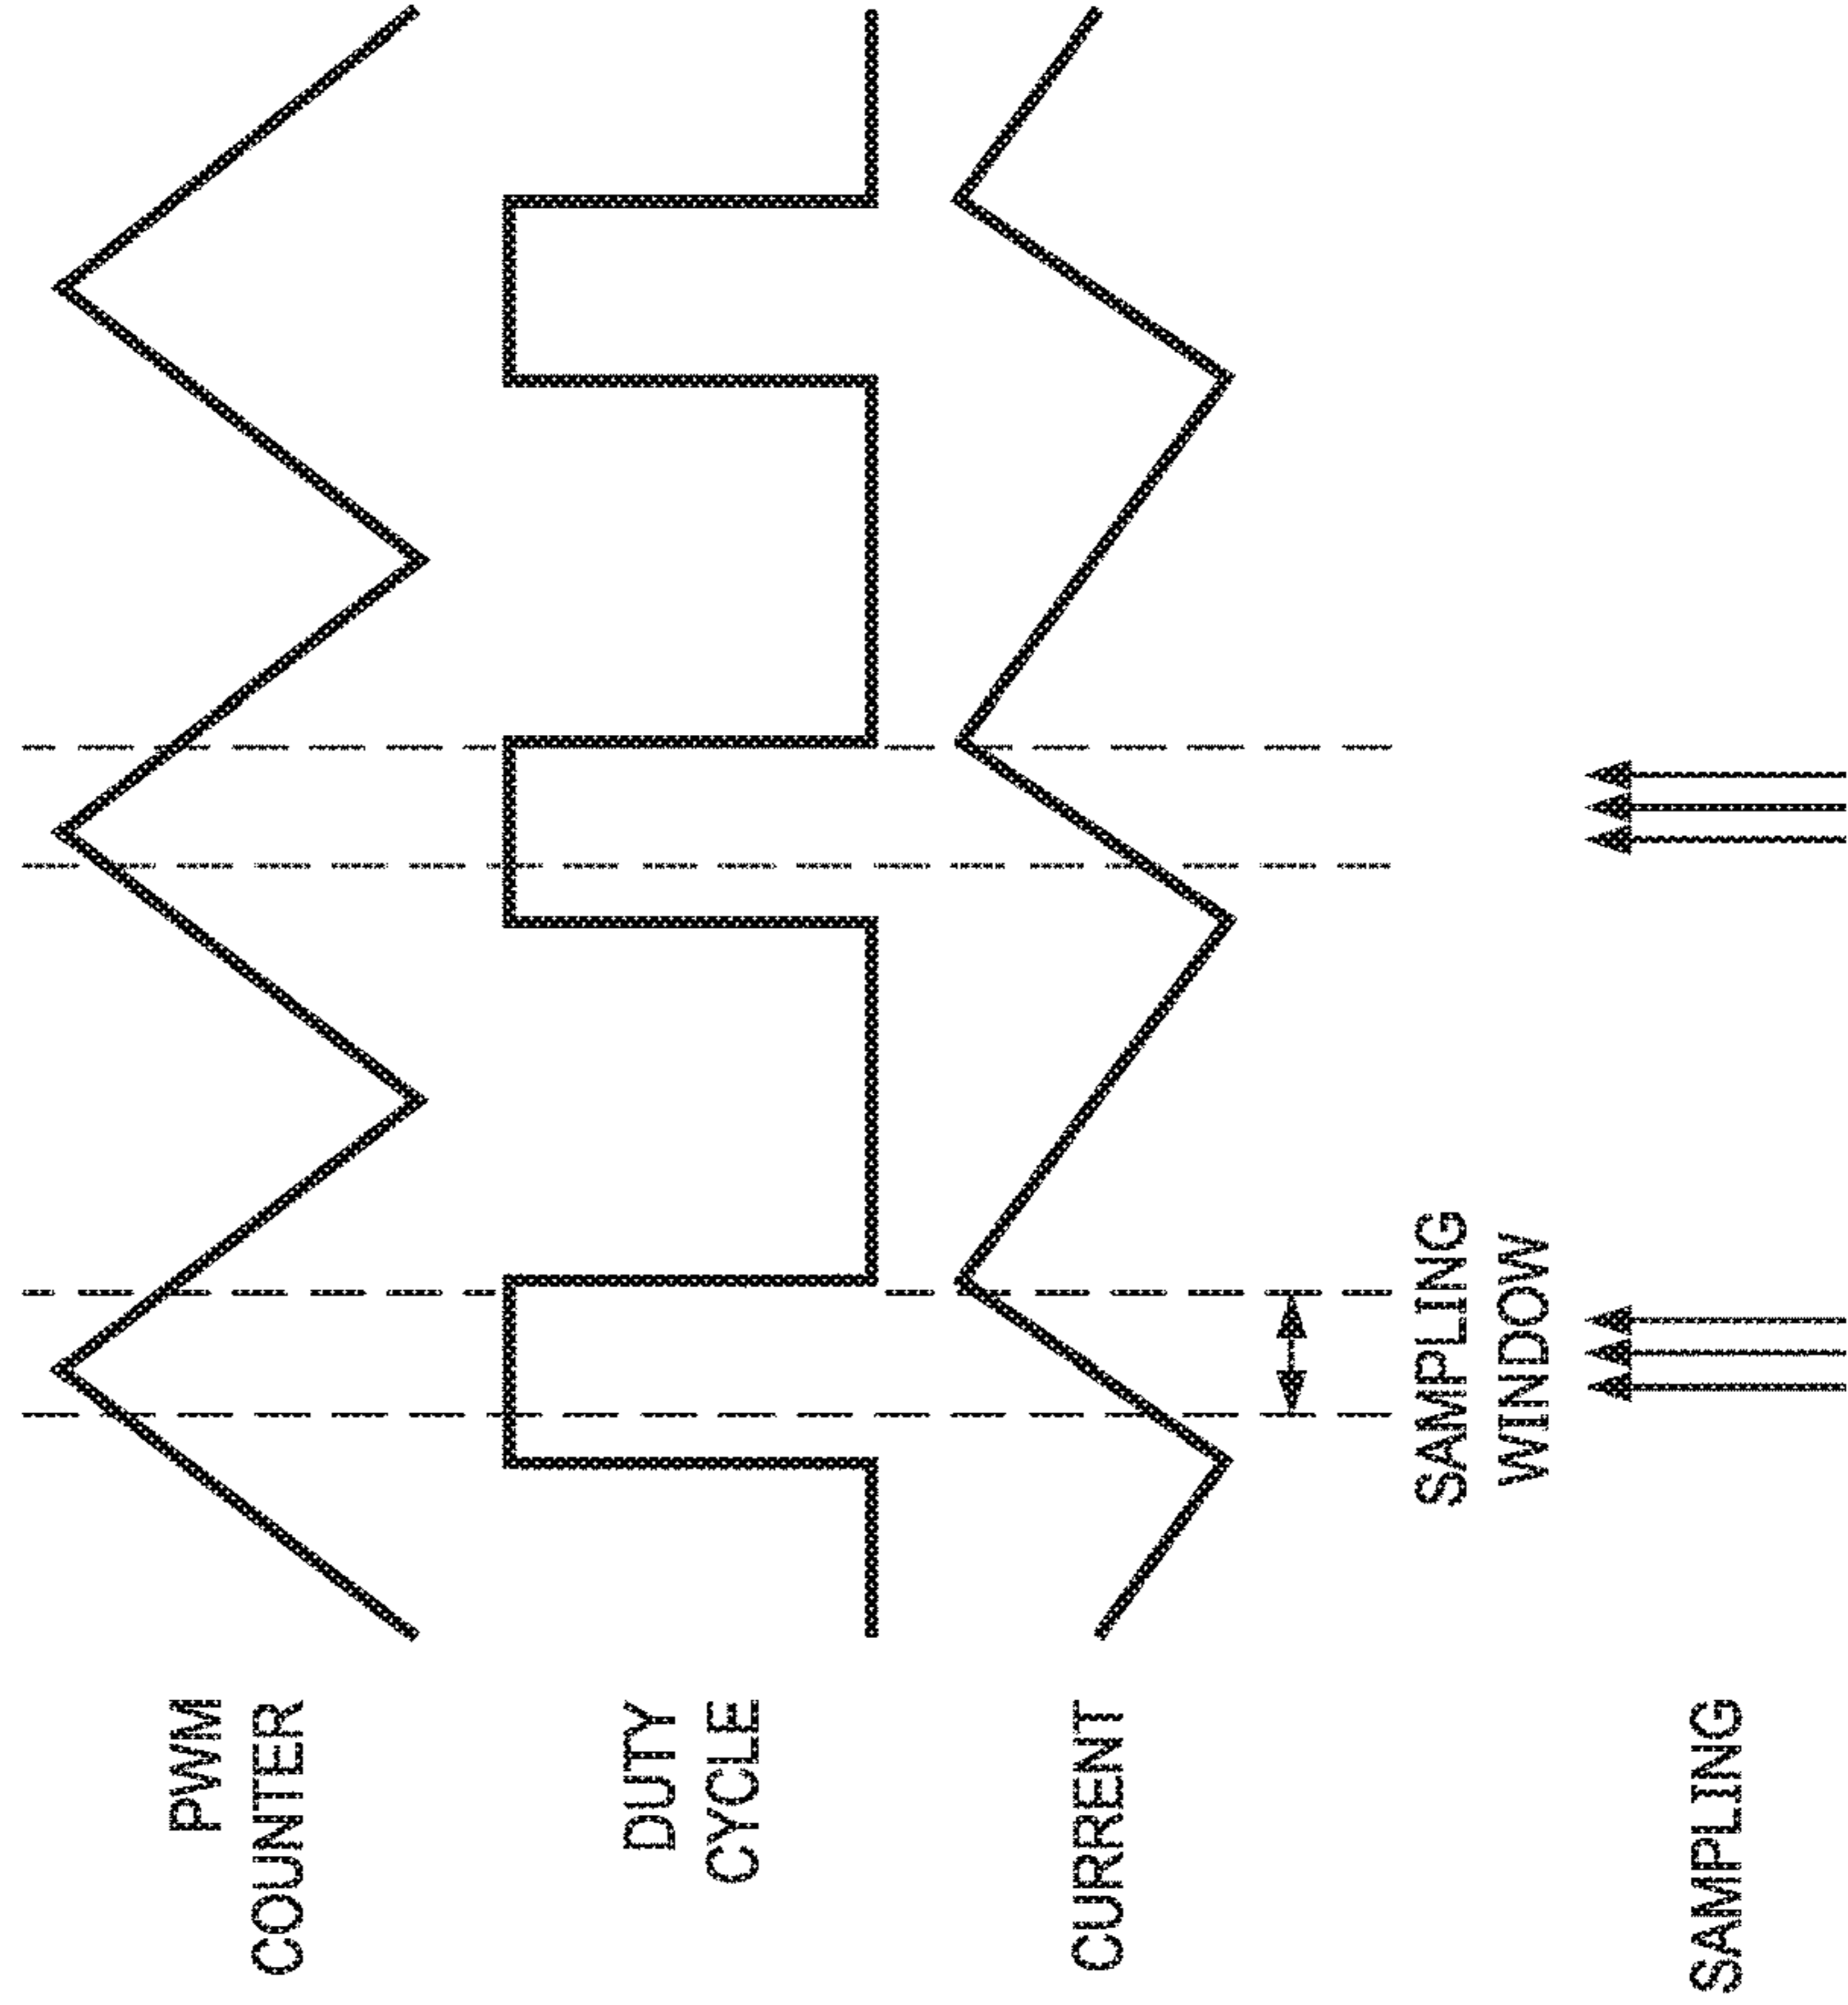 PWM
COUNTER
DUTY
CYCLE
CURRENT
SAMPLING
WINDOW
SAMPLING